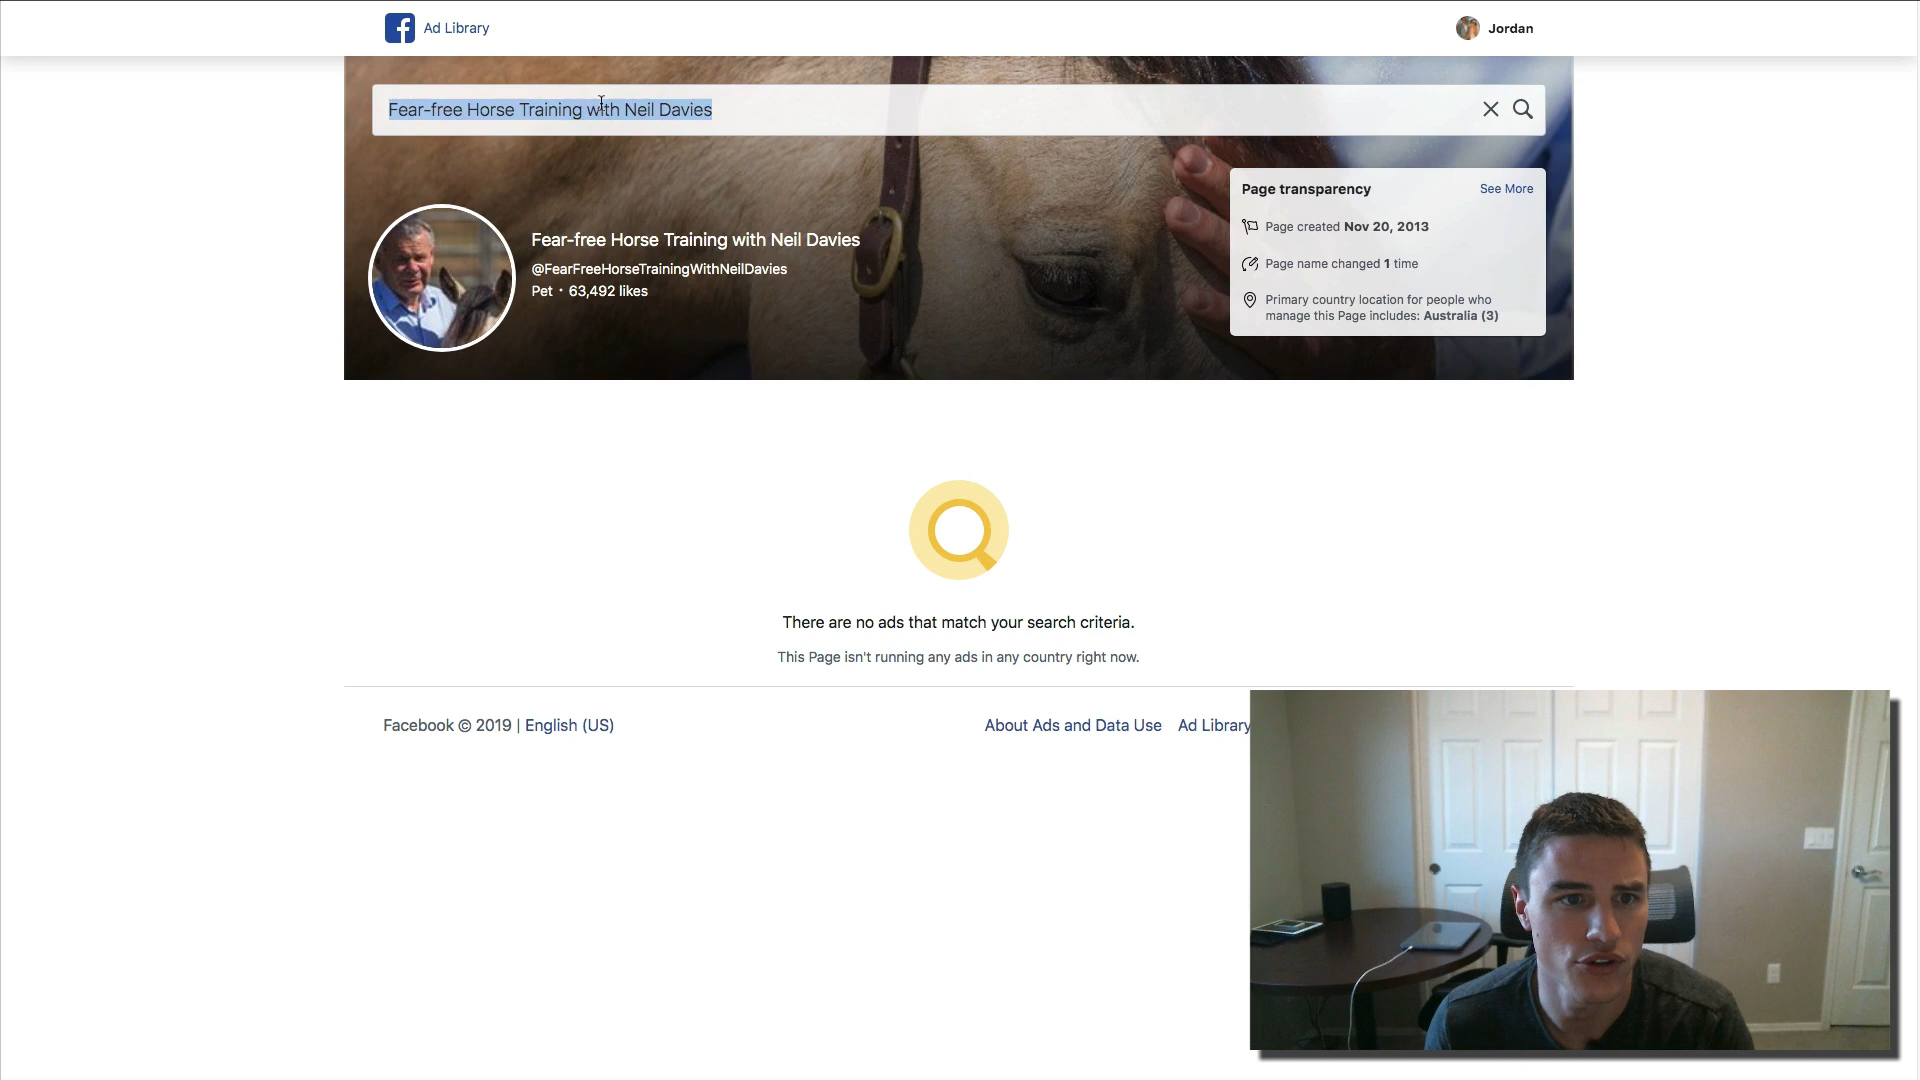 Ad Library
Jordan
Fear-free Horse Training with Neil Davies
Page transparency
See More
Page created Nov 20, 2013
Page name changed 1 time
Primary country location for people who
manage this Page includes: Australia (3)
Fear-free Horse Training with Neil Davies
@FearFreeHorseTrainingWithNeilDavies
Pet · 63,492 likes
There are no ads that match your search criteria.
This Page isn't running any ads in any country right now.
Facebook © 2019 | English (US)
About Ads and Data Use
Ad Library